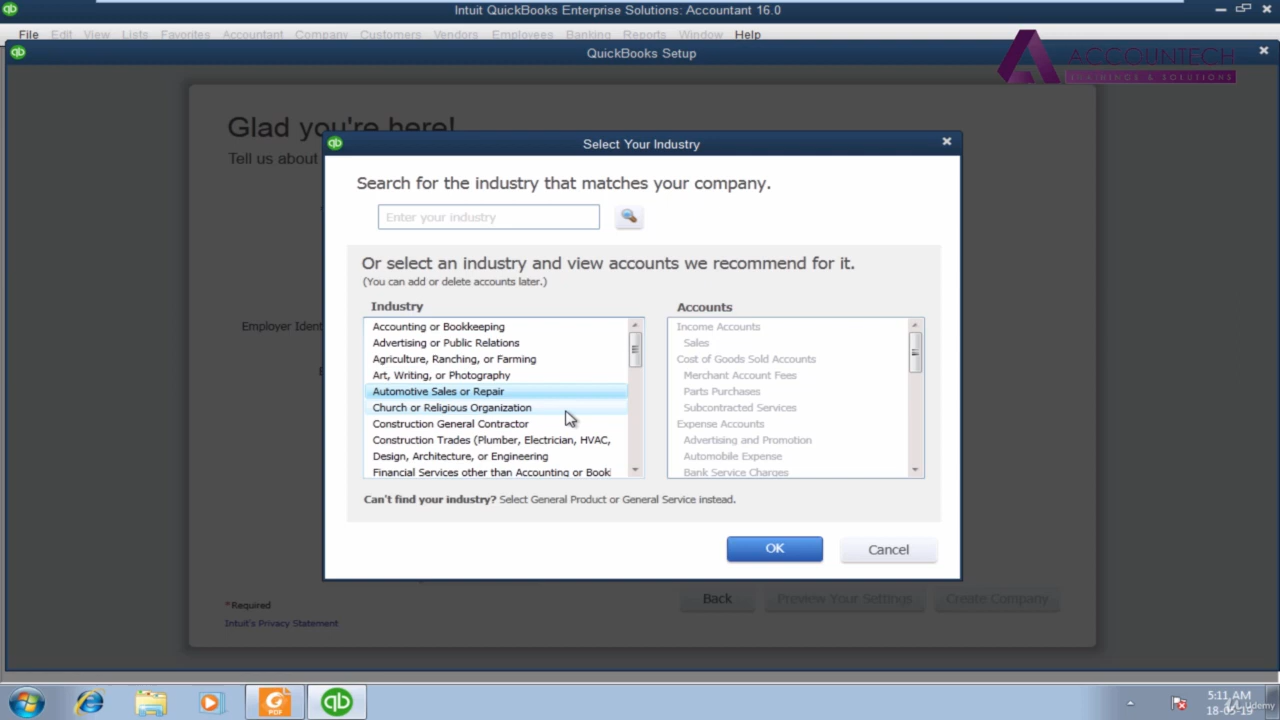 Intuit QuickBooks Enterprise Solutions: Accountant 16.0
File Edit View Lists Favorites Accountant Company Customers Vendors Employees Banking Reports Window Help
QuickBooks Setup
ACCOUNTECH
TRAININGS & SOLUTIONS
Glad you're here!
Tell us about
Select Your Industry
Search for the industry that matches your company.
Enter your industry
Or select an industry and view accounts we recommend for it.
(You can add or delete accounts later.)
Industry
Accounting or Bookkeeping
Advertising or Public Relations
Agriculture, Ranching, or Farming
Art, Writing, or Photography
Automotive Sales or Repair
Church or Religious Organization
Construction General Contractor
Construction Trades (Plumber, Electrician, HVAC,
Design, Architecture, or Engineering
Financial Services other than Accounting or Book
Accounts
Income Accounts
Sales
Cost of Goods Sold Accounts
Merchant Account Fees
Parts Purchases
Subcontracted Services
Expense Accounts
Advertising and Promotion
Automobile Expense
Bank Service Charges
Employer Ident
Can't find your industry? Select General Product or General Service instead.
OK Cancel
*Required
Intuit's Privacy Statement
Back Preview Your Settings Create Company
qb
PDF
5:11 AM
18-05-19
Udemy